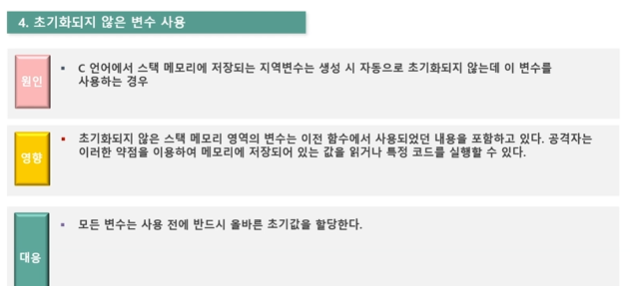 4. 초기화되지 않은 변수 사용
원인
▪ C 언어에서 스택 메모리에 저장되는 지역변수는 생성 시 자동으로 초기화되지 않는데 이 변수를
사용하는 경우
영향
▪ 초기화되지 않은 스택 메모리 영역의 변수는 이전 함수에서 사용되었던 내용을 포함하고 있다. 공격자는
이러한 약점을 이용하여 메모리에 저장되어 있는 값을 읽거나 특정 코드를 실행할 수 있다.
대응
▪ 모든 변수는 사용 전에 반드시 올바른 초기값을 할당한다.